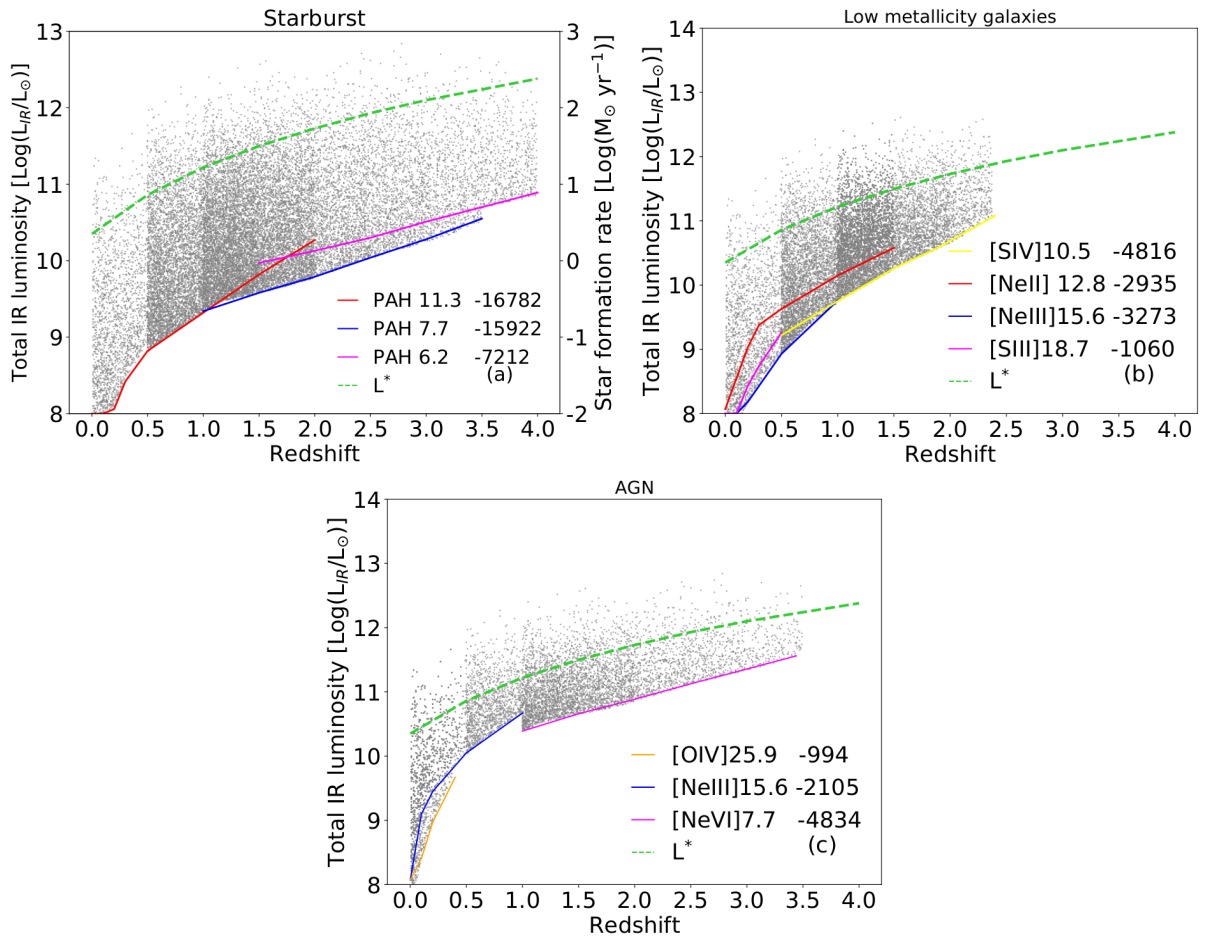 Starburst
Total IR luminosity [Log(L_IR/L_⊙)]
13
12
11
10
9
8
3
2
1
0
-1
-2
Star formation rate [Log(M_⊙ yr⁻¹)]
PAH 11.3 -16782
PAH 7.7 -15922
PAH 6.2 -7212
L*
(a)
0.0 0.5 1.0 1.5 2.0 2.5 3.0 3.5 4.0
Redshift
Low metallicity galaxies
Total IR luminosity [Log(L_IR/L_⊙)]
14
13
12
11
10
9
8
[SIV]10.5 -4816
[NeII] 12.8 -2935
[NeIII]15.6 -3273
[SIII]18.7 -1060
L*
(b)
0.0 0.5 1.0 1.5 2.0 2.5 3.0 3.5 4.0
Redshift
AGN
Total IR luminosity [Log(L_IR/L_⊙)]
14
13
12
11
10
9
8
[OIV]25.9 -994
[NeIII]15.6 -2105
[NeVI]7.7 -4834
L*
(c)
0.0 0.5 1.0 1.5 2.0 2.5 3.0 3.5 4.0
Redshift